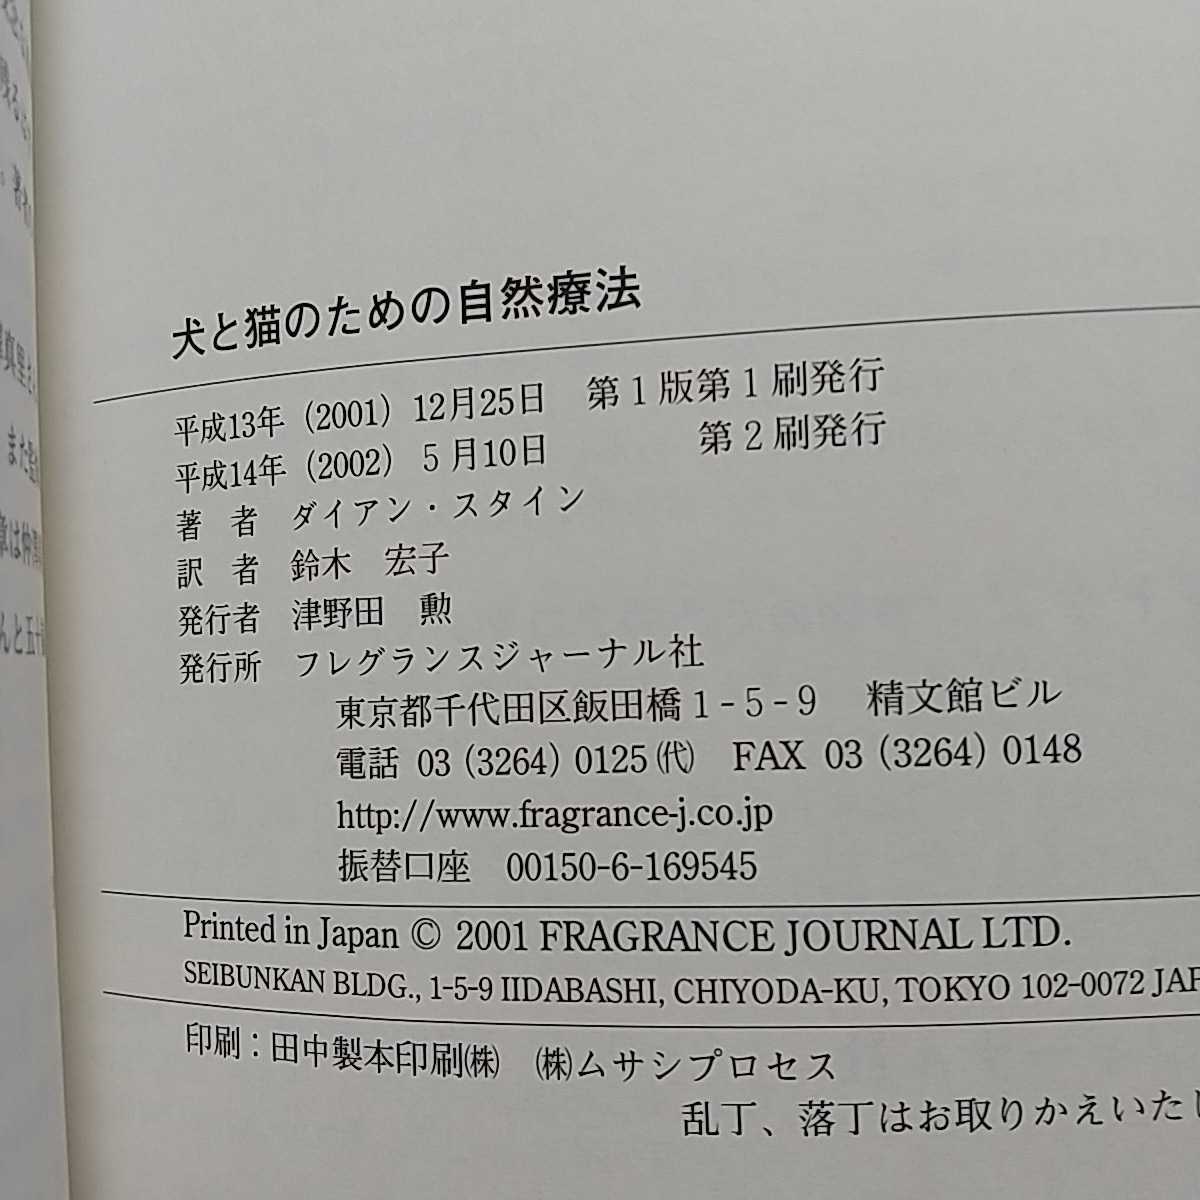 犬と猫のための自然療法
平成13年（2001）12月25日　第1版第1刷発行
平成14年（2002）5月10日　第2刷発行
著　者　ダイアン・スタイン
訳　者　鈴木　宏子
発行者　津野田　勲
発行所　フレグランスジャーナル社
東京都千代田区飯田橋1-5-9　精文館ビル
電話 03（3264）0125㈹　FAX 03（3264）0148
http://www.fragrance-j.co.jp
振替口座　00150-6-169545
Printed in Japan © 2001 FRAGRANCE JOURNAL LTD.
SEIBUNKAN BLDG., 1-5-9 IIDABASHI, CHIYODA-KU, TOKYO 102-0072
印刷：田中製本印刷㈱　㈱ムサシプロセス
乱丁、落丁はお取りかえいたし